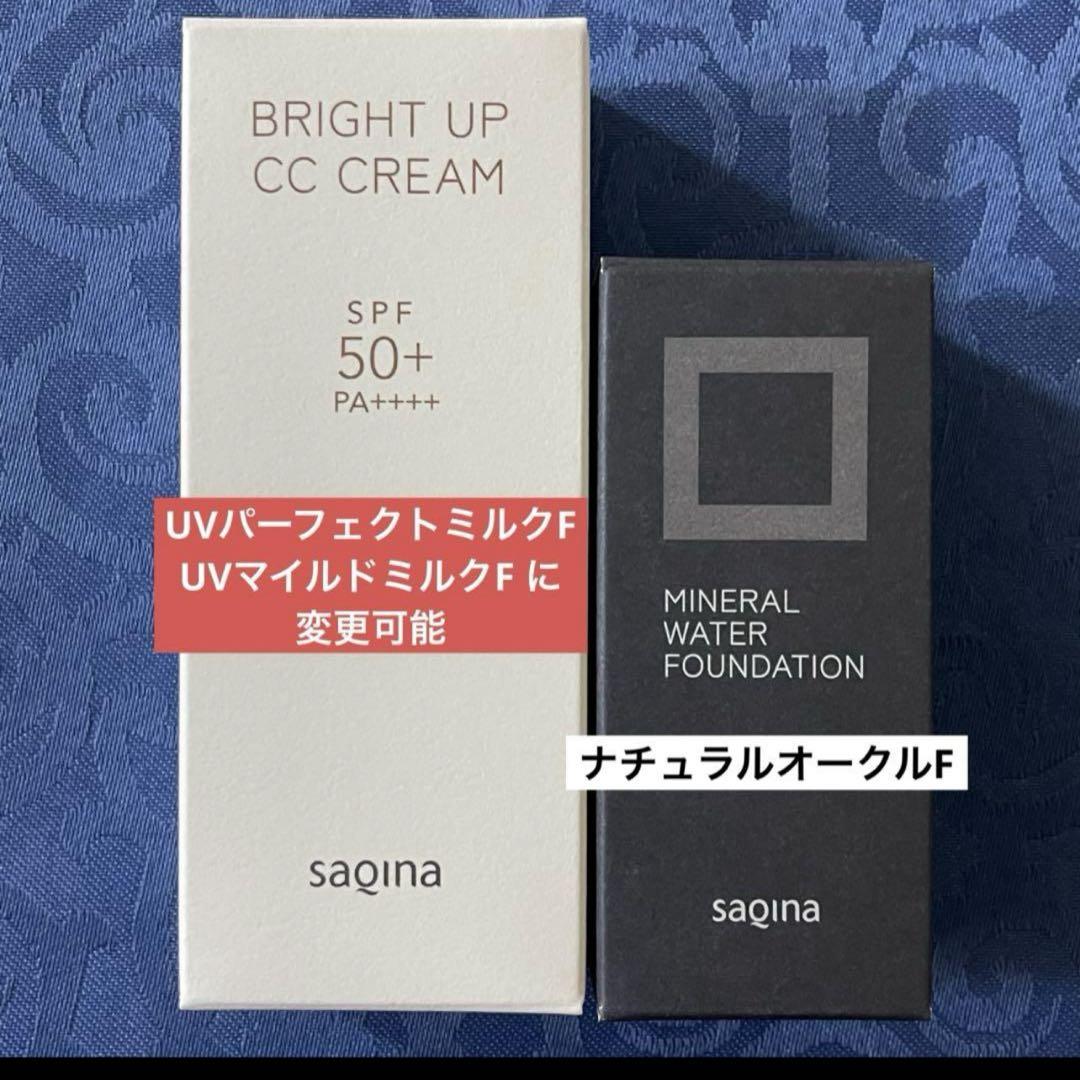 BRIGHT UP
CC CREAM
SPF
50+
PA++++
UVパーフェクトミルクF
UVマイルドミルクF に
変更可能
saqina
MINERAL
WATER
FOUNDATION
ナチュラルオークルF
saqina